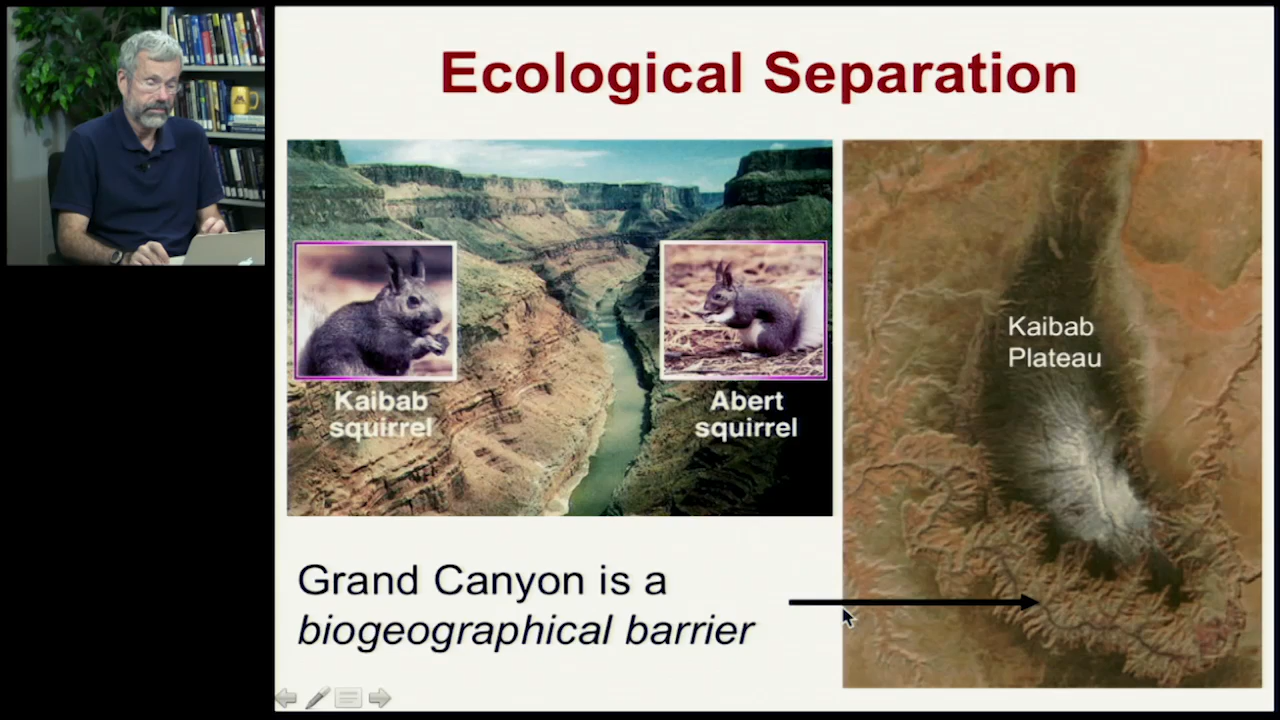 Ecological Separation
Kaibab
squirrel
Abert
squirrel
Kaibab
Plateau
Grand Canyon is a
biogeographical barrier